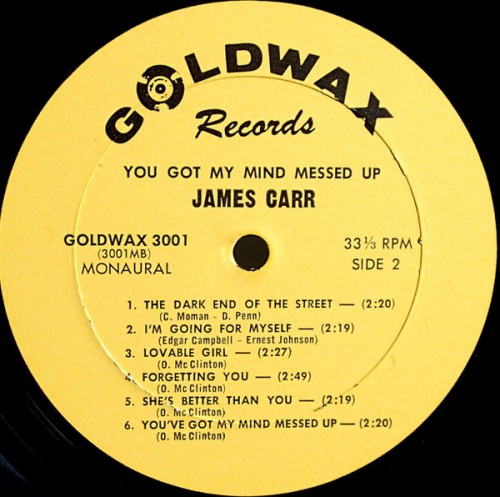 GOLDWAX
Records
YOU GOT MY MIND MESSED UP
JAMES CARR
GOLDWAX 3001
(3001MB)
MONAURAL
33⅓ RPM
SIDE 2
1. THE DARK END OF THE STREET — (2:20)
(C. Moman - D. Penn)
2. I'M GOING FOR MYSELF — (2:19)
(Edgar Campbell - Ernest Johnson)
3. LOVABLE GIRL — (2:27)
(O. Mc Clinton)
4. FORGETTING YOU — (2:49)
(O. Mc Clinton)
5. SHE'S BETTER THAN YOU — (2:19)
(O. Mc Clinton)
6. YOU'VE GOT MY MIND MESSED UP — (2:20)
(O. Mc Clinton)